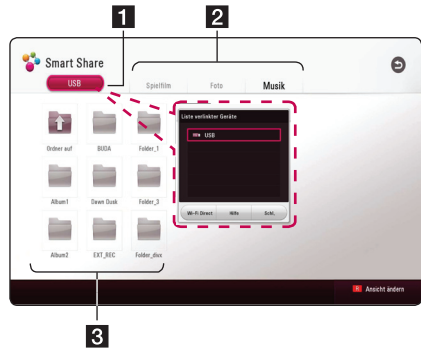 1
2
Smart Share
USB
Spielfilm
Foto
Musik
Liste verlinkter Geräte
USB
Ordner auf
BUDA
Folder_1
Album1
Dawn Dusk
Folder_3
Wi-Fi Direct
Hilfe
Schl.
Album2
EXT_REC
Folder_divx
R Ansicht ändern
3